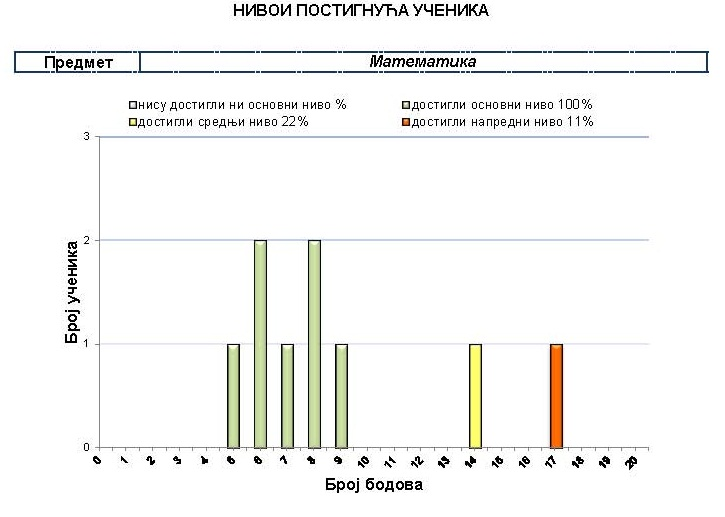 НИВОИ ПОСТИГНУЋА УЧЕНИКА
Предмет Математика
нису достигли ни основни ниво % достигли основни ниво 100%
достигли средњи ниво 22% достигли напредни ниво 11%
3
2
1
0
Број ученика
0 1 2 3 4 5 6 7 8 9 10 11 12 13 14 15 16 17 18 19 20
Број бодова